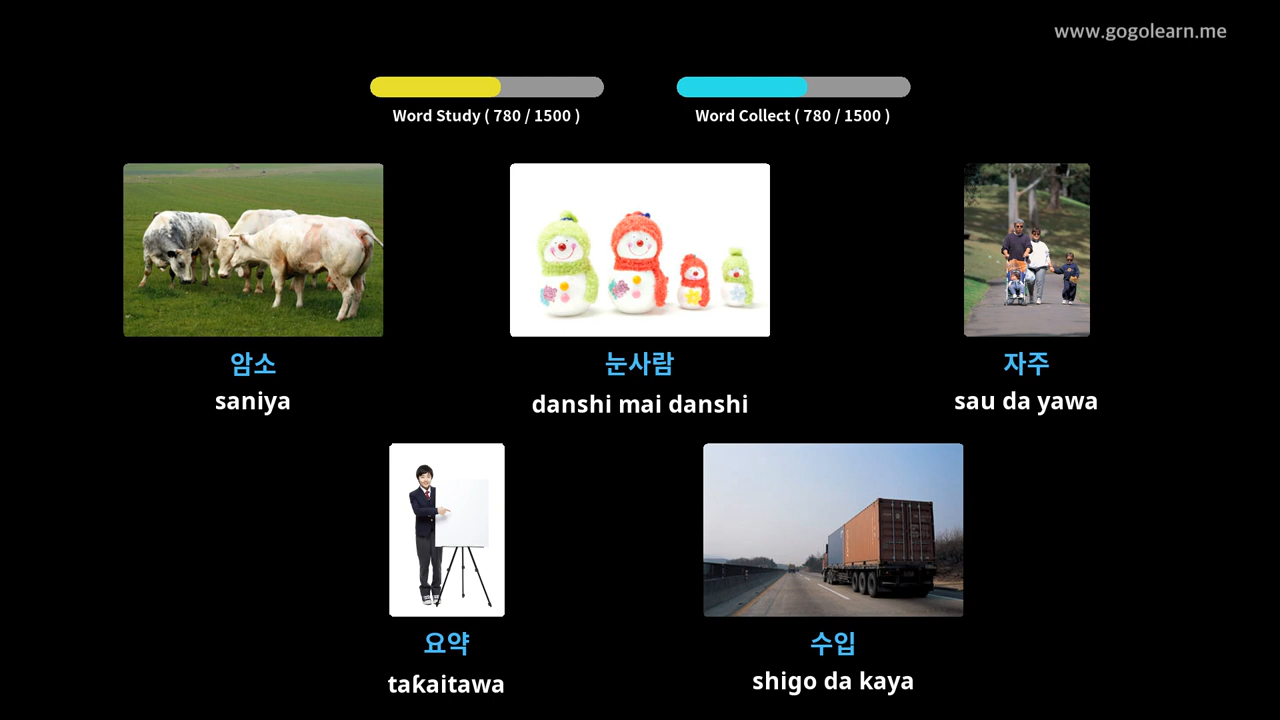 www.gogolearn.me
Word Study ( 780 / 1500 )
Word Collect ( 780 / 1500 )
암소
saniya
눈사람
danshi mai danshi
자주
sau da yawa
요약
taƙaitawa
수입
shigo da kaya